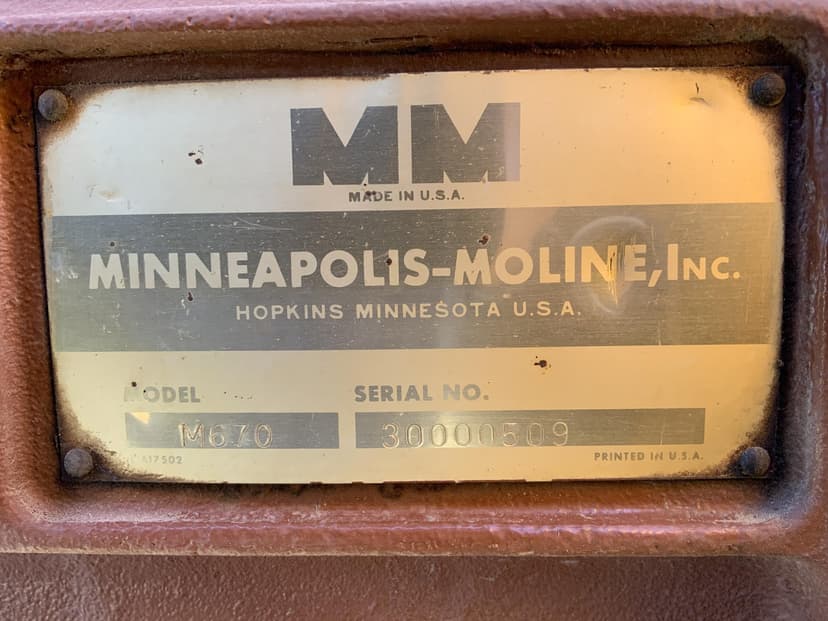 MM
MADE IN U.S.A.
MINNEAPOLIS-MOLINE, INC.
HOPKINS MINNESOTA U.S.A.
MODEL SERIAL NO.
M670 30000509
PRINTED IN U.S.A.